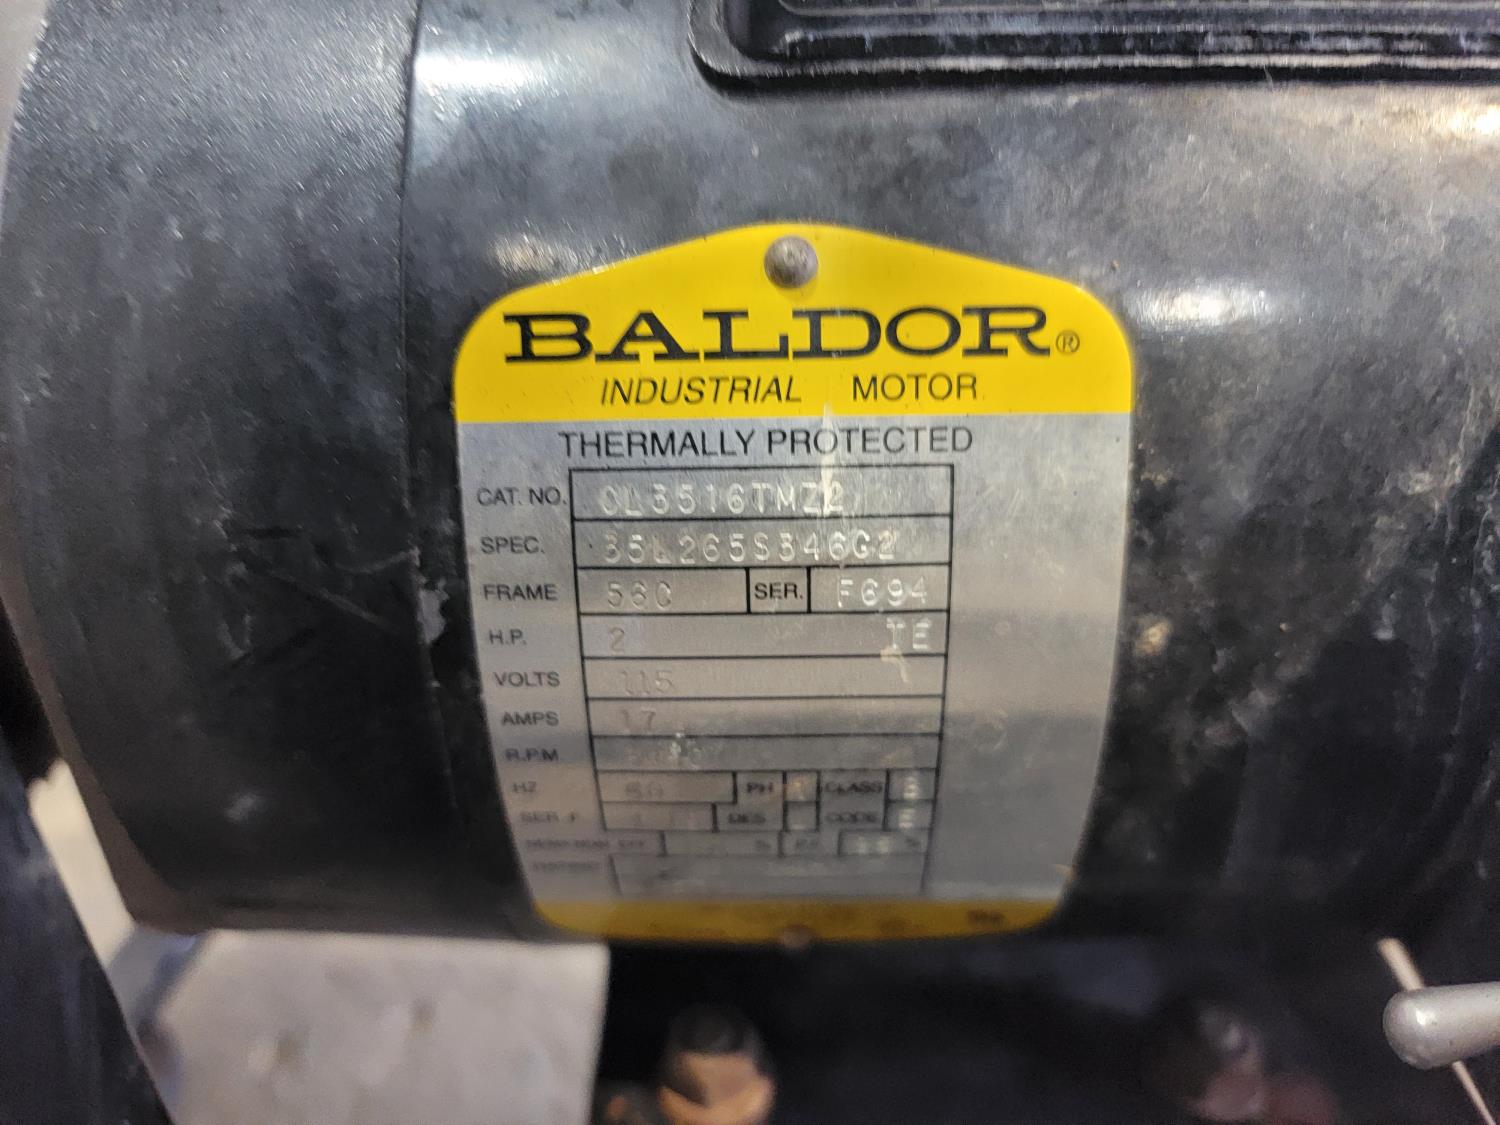 BALDOR®
INDUSTRIAL MOTOR
THERMALLY PROTECTED
CAT. NO. CL3516TMZ2
SPEC. 35L265S346G2
FRAME 56C SER. F694
H.P. 2 TE
VOLTS 115
AMPS 17
R.P.M
HZ PH CLASS B
SER. F. DES CODE E